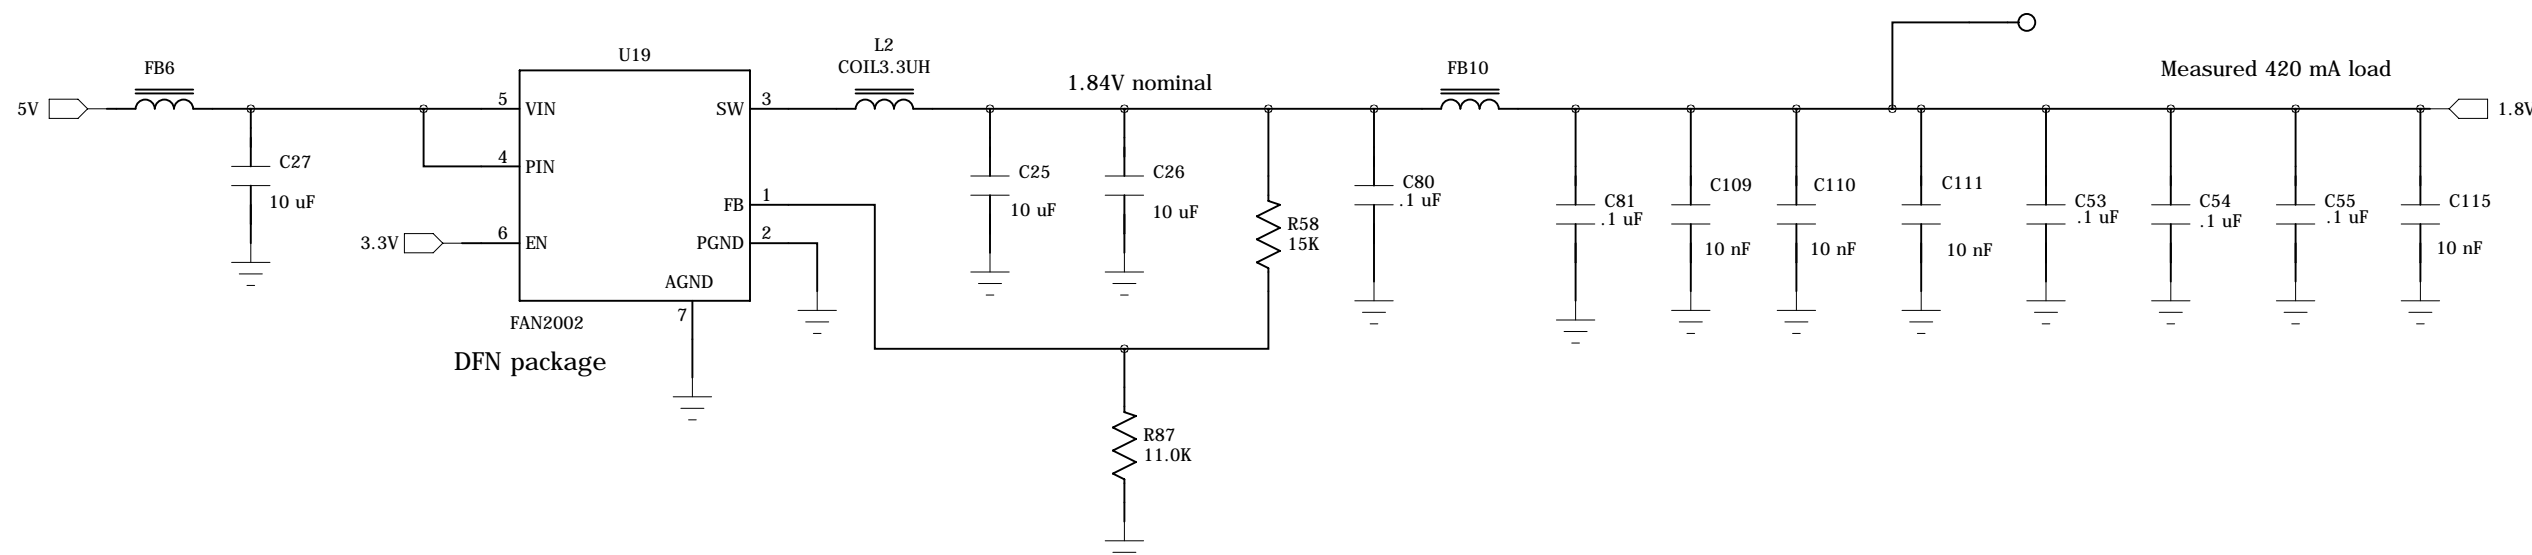 U19
L2
COIL3.3UH
FB6
1.84V nominal
FB10
Measured 420 mA load
5V
5
VIN
SW
3
1.8V
4
PIN
C27
10 uF
1
FB
C25
10 uF
C26
10 uF
R58
15K
C80
.1 uF
C81
.1 uF
C109
10 nF
C110
10 nF
C111
10 nF
C53
.1 uF
C54
.1 uF
C55
.1 uF
C115
10 nF
3.3V
6
EN
PGND
2
AGND
7
FAN2002
DFN package
R87
11.0K